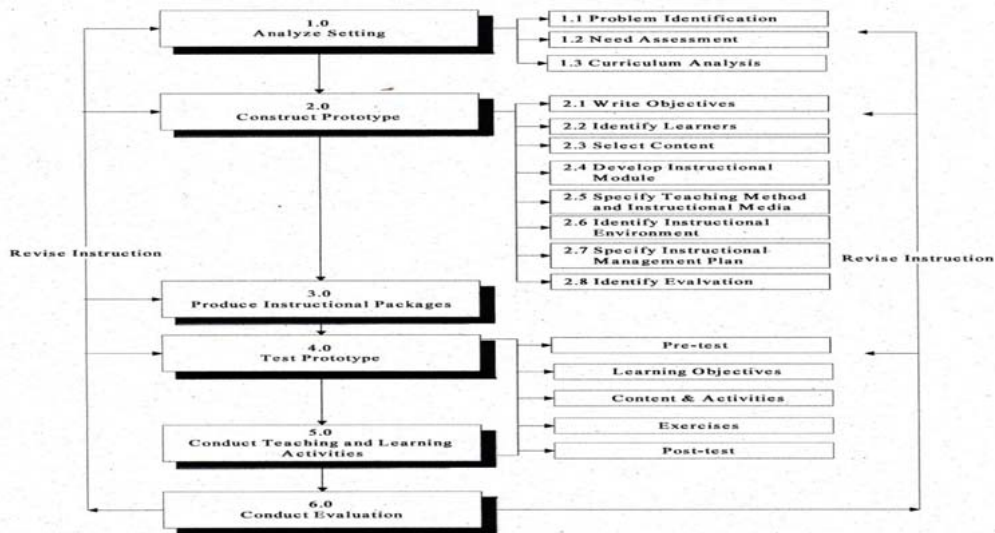 1.0
Analyze Setting
1.1 Problem Identification
1.2 Need Assessment
1.3 Curriculum Analysis
2.0
Construct Prototype
2.1 Write Objectives
2.2 Identify Learners
2.3 Select Content
2.4 Develop Instructional
Module
2.5 Specify Teaching Method
and Instructional Media
2.6 Identify Instructional
Environment
2.7 Specify Instructional
Management Plan
2.8 Identify Evalvation
Revise Instruction
Revise Instruction
3.0
Produce Instructional Packages
4.0
Test Prototype
Pre-test
Learning Objectives
Content & Activities
Exercises
Post-test
5.0
Conduct Teaching and Learning
Activities
6.0
Conduct Evaluation